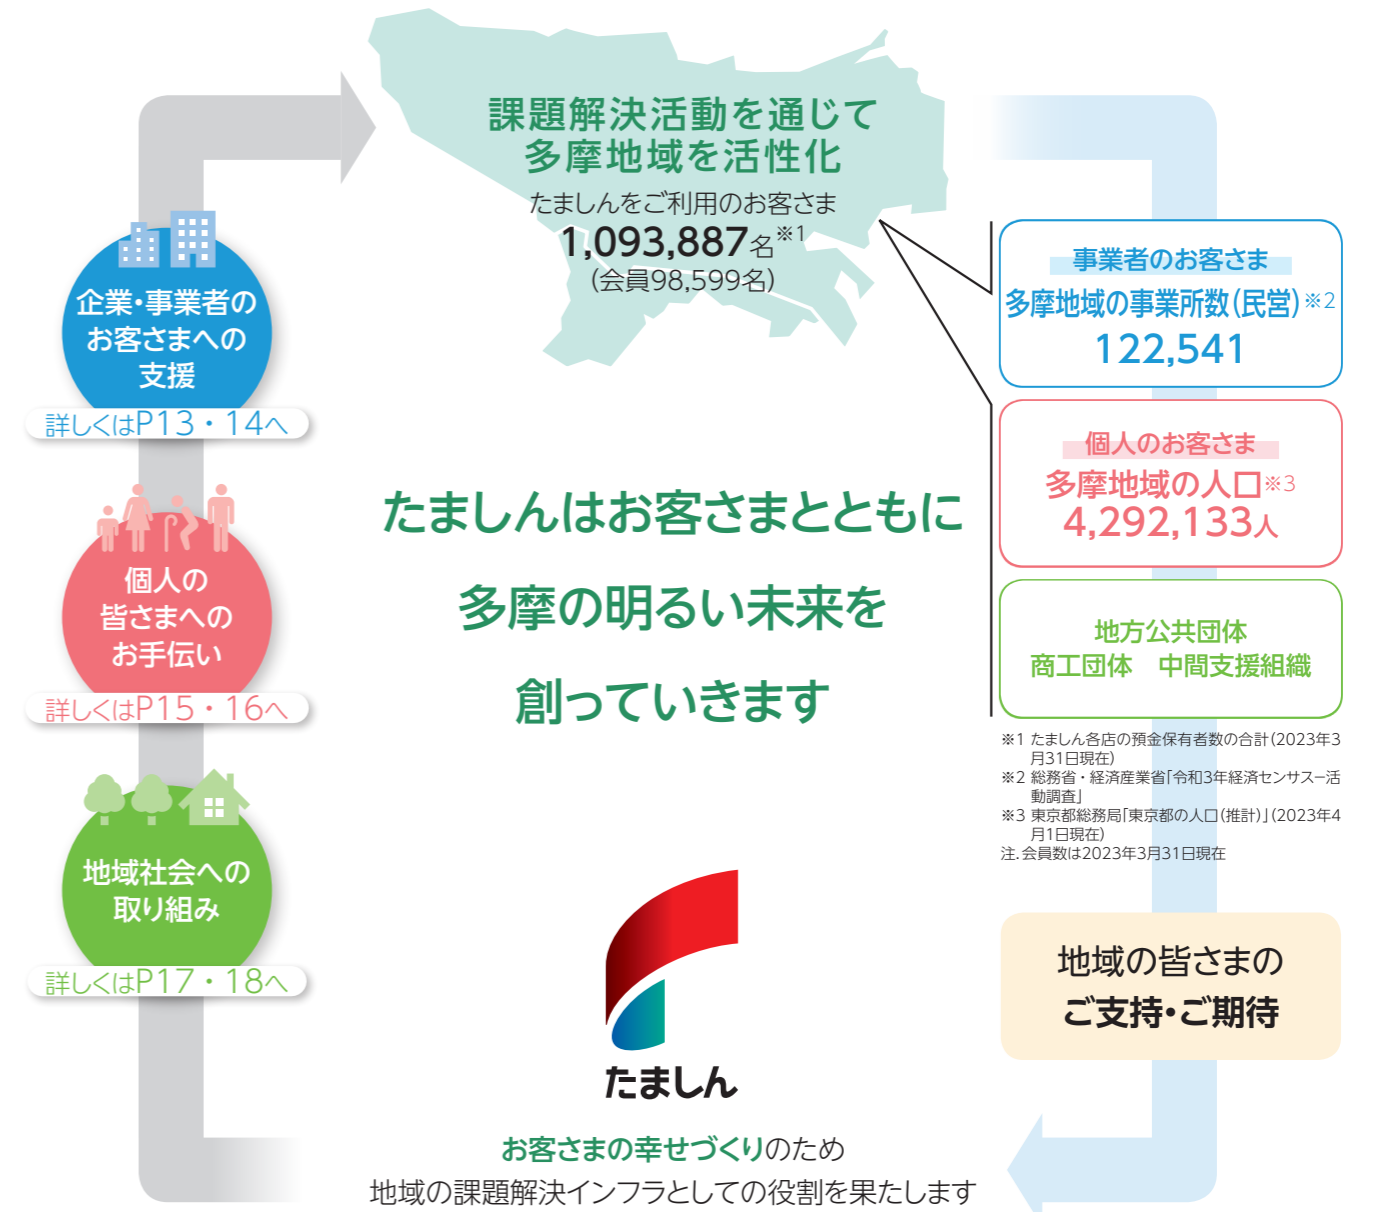 課題解決活動を通じて
多摩地域を活性化
たましんをご利用のお客さま
1,093,887名※1
(会員98,599名)
企業・事業者の
お客さまへの
支援
詳しくはP13・14へ
個人の
皆さまへの
お手伝い
詳しくはP15・16へ
地域社会への
取り組み
詳しくはP17・18へ
たましんはお客さまとともに
多摩の明るい未来を
創っていきます
事業者のお客さま
多摩地域の事業所数(民営)※2
122,541
個人のお客さま
多摩地域の人口※3
4,292,133人
地方公共団体
商工団体　中間支援組織
※1 たましん各店の預金保有者数の合計(2023年3
月31日現在)
※2 総務省・経済産業省「令和3年経済センサスー活
動調査」
※3 東京都総務局「東京都の人口(推計)」(2023年4
月1日現在)
注. 会員数は2023年3月31日現在
地域の皆さまの
ご支持・ご期待
たましん
お客さまの幸せづくりのため
地域の課題解決インフラとしての役割を果たします